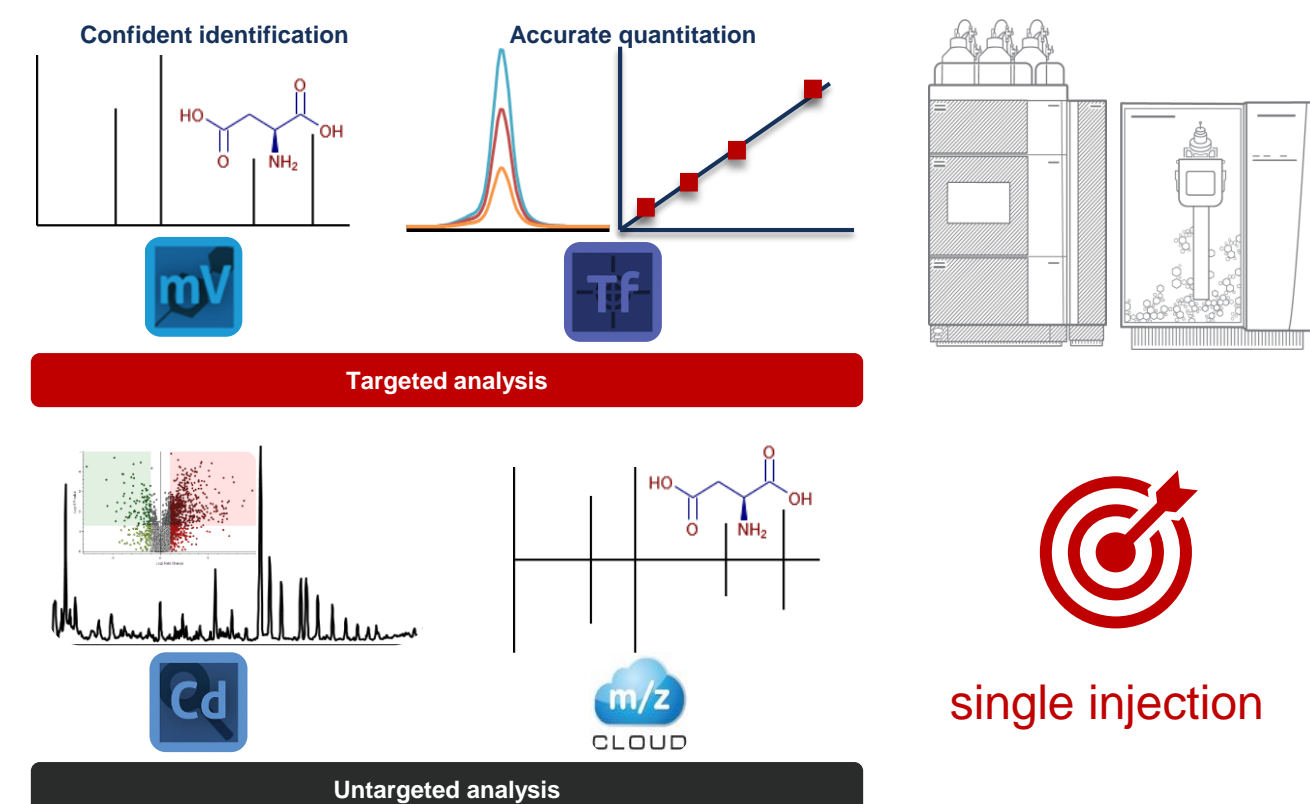 Confident identification
Accurate quantitation
O
HO
OH
O
NH₂
mV
Tf
Targeted analysis
O
HO
OH
O
NH₂
Cd
m/z
CLOUD
single injection
Untargeted analysis